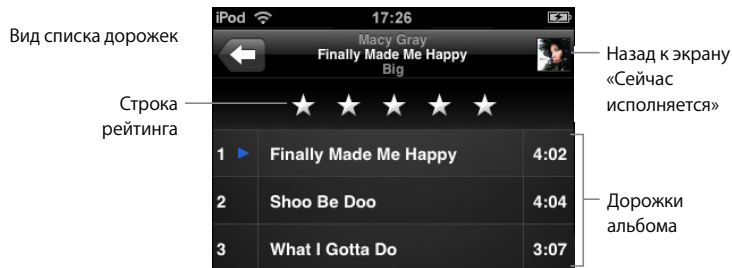 iPod 17:26
Вид списка дорожек
Macy Gray
Finally Made Me Happy
Big
Назад к экрану
«Сейчас
исполняется»
Строка
рейтинга
1 Finally Made Me Happy 4:02
2 Shoo Be Doo 4:04
3 What I Gotta Do 3:07
Дорожки
альбома